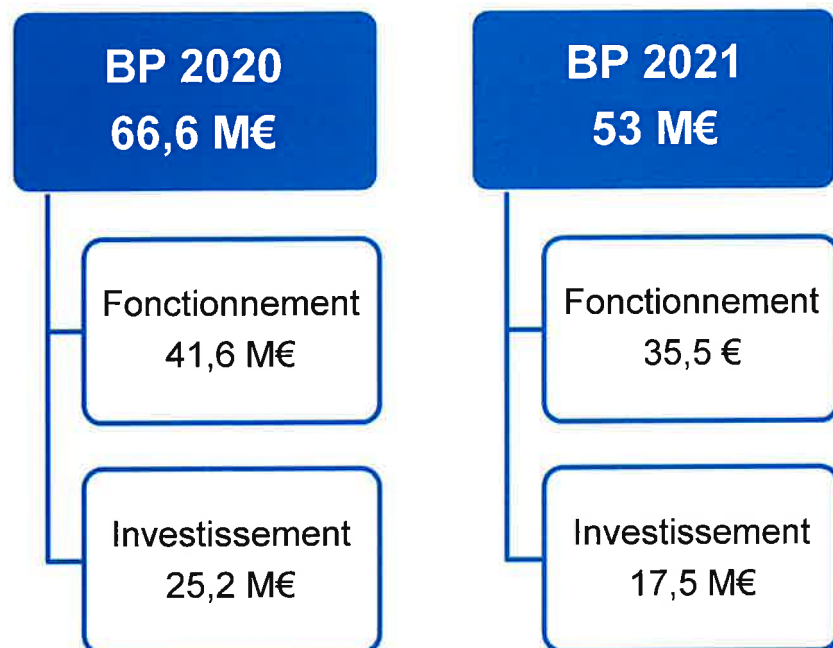 BP 2020
66,6 M€
Fonctionnement
41,6 M€
Investissement
25,2 M€
BP 2021
53 M€
Fonctionnement
35,5 €
Investissement
17,5 M€